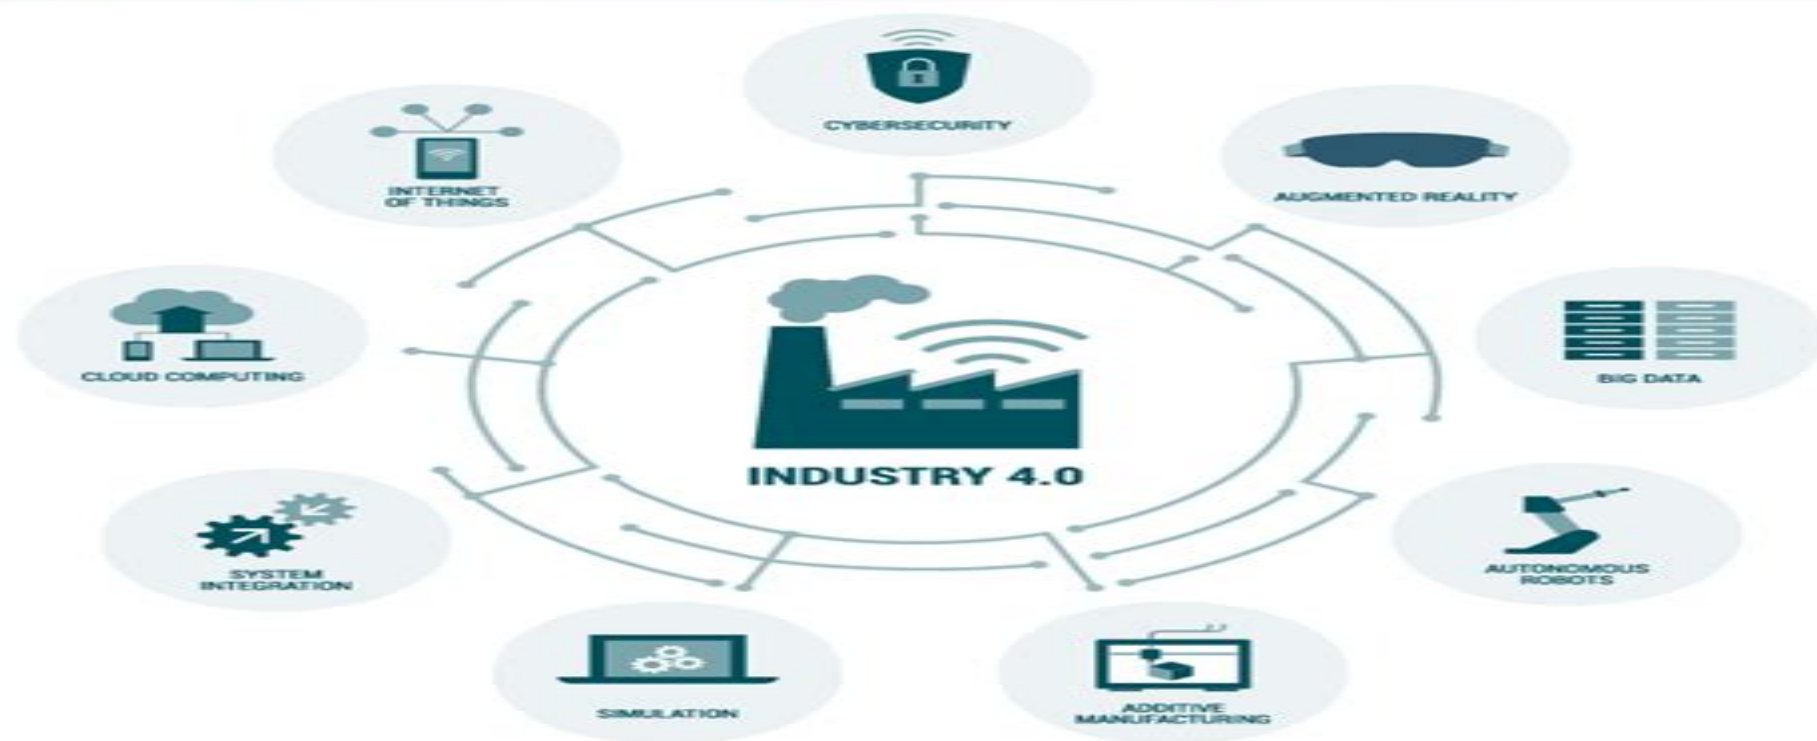 CYBERSECURITY
AUGMENTED REALITY
BIG DATA
AUTONOMOUS
ROBOTS
ADDITIVE
MANUFACTURING
SIMULATION
SYSTEM
INTEGRATION
CLOUD COMPUTING
INTERNET
OF THINGS
INDUSTRY 4.0